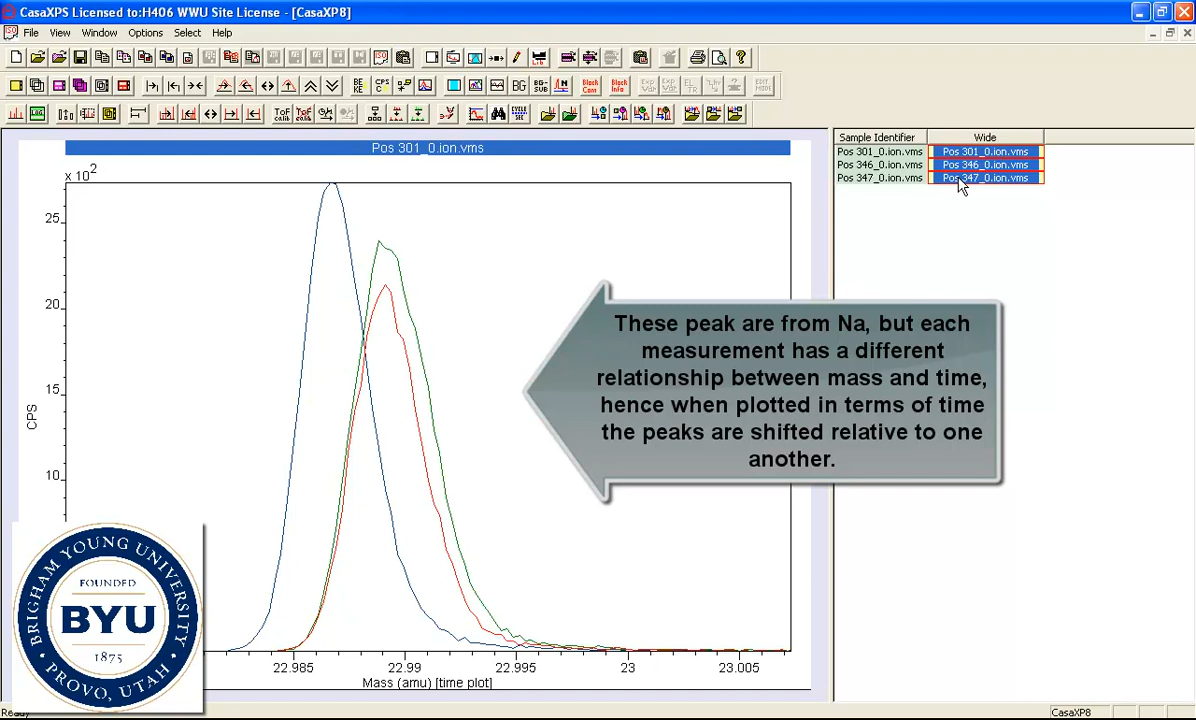 CasaXPS Licensed to:H406 WWU Site License - [CasaXP8]
File View Window Options Select Help
Pos 301_0.ion.vms
x 10²
25
20
15
10
CPS
22.985 22.99 22.995 23 23.005
Mass (amu) [time plot]
Sample Identifier Wide
Pos 301_0.ion.vms Pos 301_0.ion.vms
Pos 346_0.ion.vms Pos 346_0.ion.vms
Pos 347_0.ion.vms Pos 347_0.ion.vms
These peak are from Na, but each
measurement has a different
relationship between mass and time,
hence when plotted in terms of time
the peaks are shifted relative to one
another.
BRIGHAM YOUNG UNIVERSITY
FOUNDED
BYU
1875
PROVO, UTAH
Ready
CasaXP8